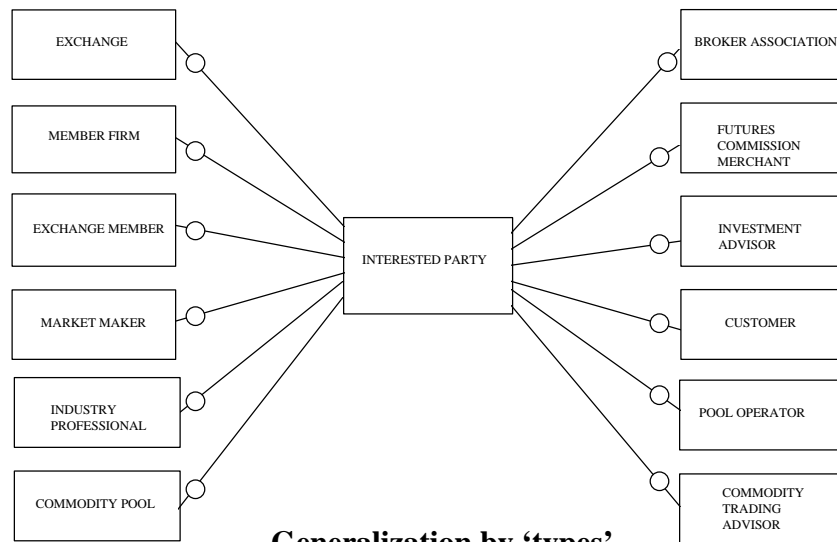 EXCHANGE
MEMBER FIRM
EXCHANGE MEMBER
MARKET MAKER
INDUSTRY
PROFESSIONAL
COMMODITY POOL
INTERESTED PARTY
BROKER ASSOCIATION
FUTURES
COMMISSION
MERCHANT
INVESTMENT
ADVISOR
CUSTOMER
POOL OPERATOR
COMMODITY
TRADING
ADVISOR
Generalization by ‘types’